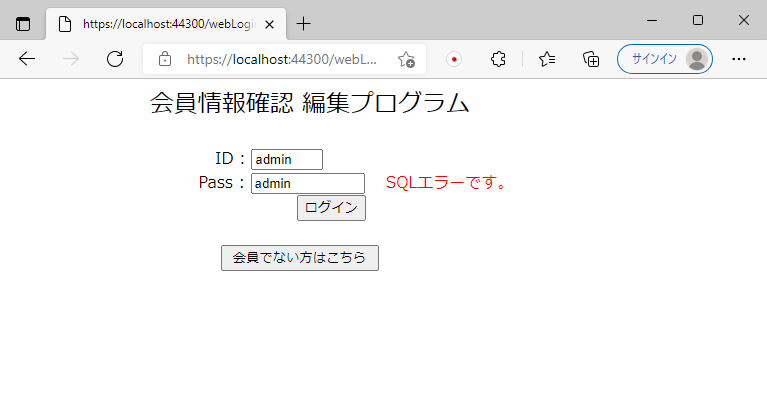 https://localhost:44300/webLogin
https://localhost:44300/webL...
サインイン
会員情報確認 編集プログラム
ID : admin
Pass : admin SQLエラーです。
ログイン
会員でない方はこちら